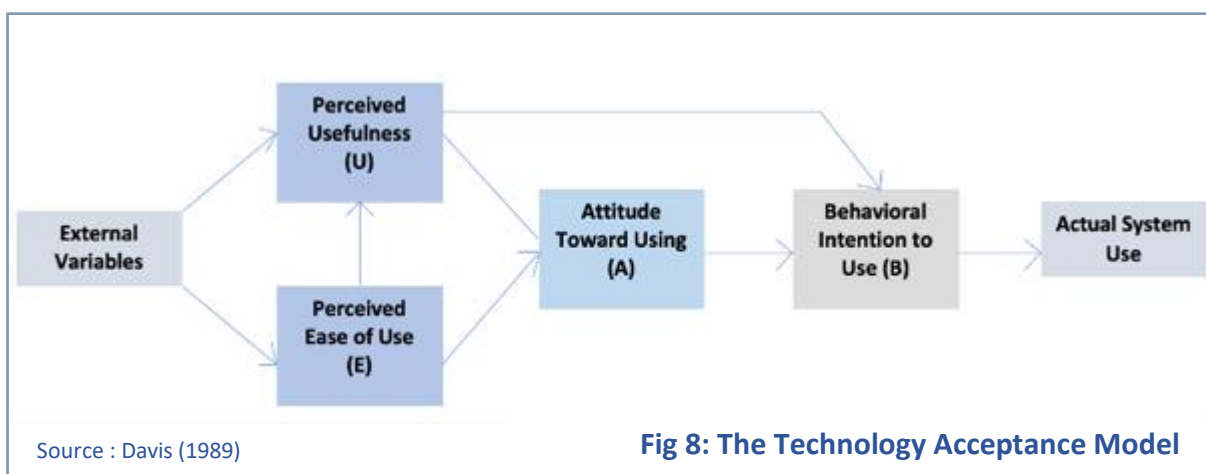 Perceived
Usefulness
(U)
External
Variables
Perceived
Ease of Use
(E)
Attitude
Toward Using
(A)
Behavioral
Intention to
Use (B)
Actual System
Use
Source : Davis (1989)
Fig 8: The Technology Acceptance Model